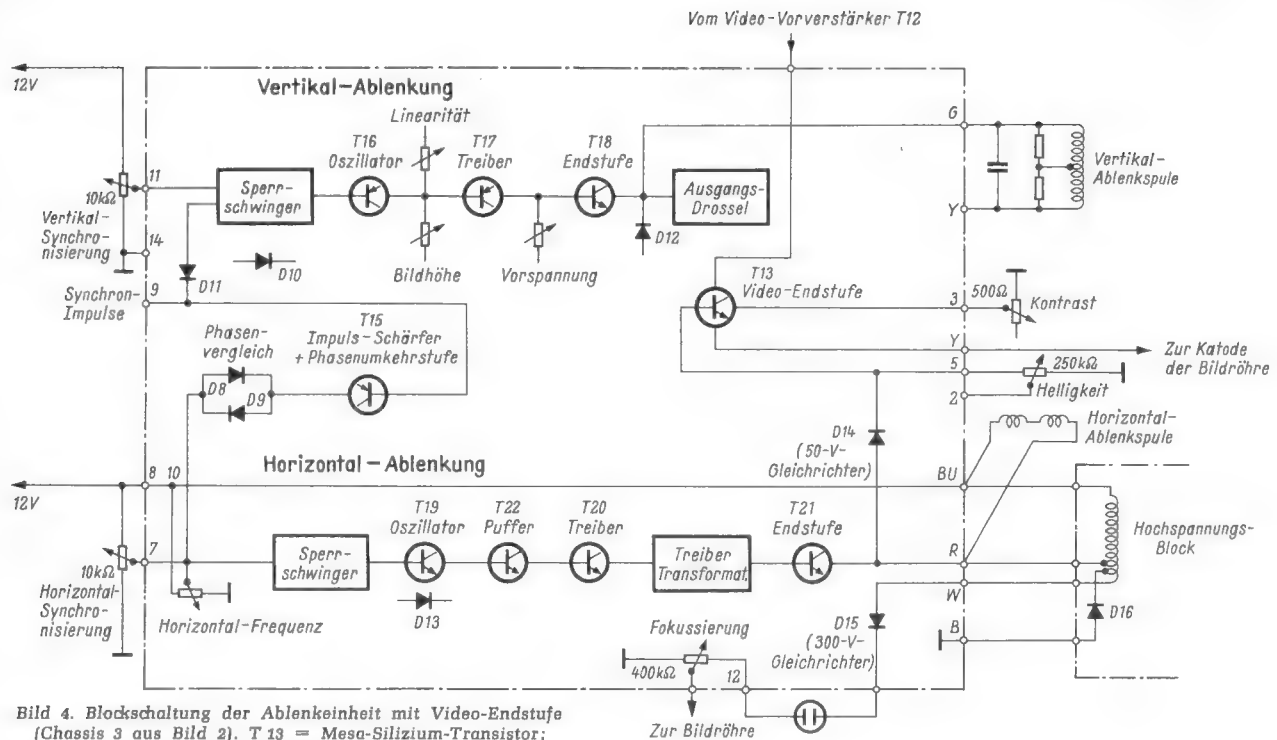 Vom Video-Vorverstärker T12
12V
Vertikal-Ablenkung
Linearität
T16
Oszillator
T17
Treiber
T18
Endstufe
G
11
10kΩ
Sperr-
schwinger
Ausgangs-
Drossel
Vertikal-
Ablenkspule
Vertikal-
Synchro-
nisierung
14
D10
D12
Y
Bildhöhe
Vorspannung
9
D11
Synchron-
Impulse
T13
Video-Endstufe
3
500Ω
Kontrast
T15
Impuls-Schärfer
+ Phasenumkehrstufe
Phasen-
vergleich
Y
Zur Katode
der Bildröhre
5
250kΩ
D8
D9
2
Helligkeit
D14
(50-V-
Gleichrichter)
Horizontal-
Ablenkspule
Horizontal-Ablenkung
8
10
BU
12V
T19
Oszillator
T22
Puffer
T20
Treiber
T21
Endstufe
Hochspannungs-
Block
7
10kΩ
Sperr-
schwinger
Treiber
Transformat.
R
W
Horizontal-
Synchro-
nisierung
Horizontal-Frequenz
D13
D15
(300-V-
Gleichrichter)
D16
B
Fokussierung
400kΩ
12
Zur Bildröhre
Bild 4. Blockschaltung der Ablenkeinheit mit Video-Endstufe
(Chassis 3 aus Bild 2). T 13 = Mesa-Silizium-Transistor;